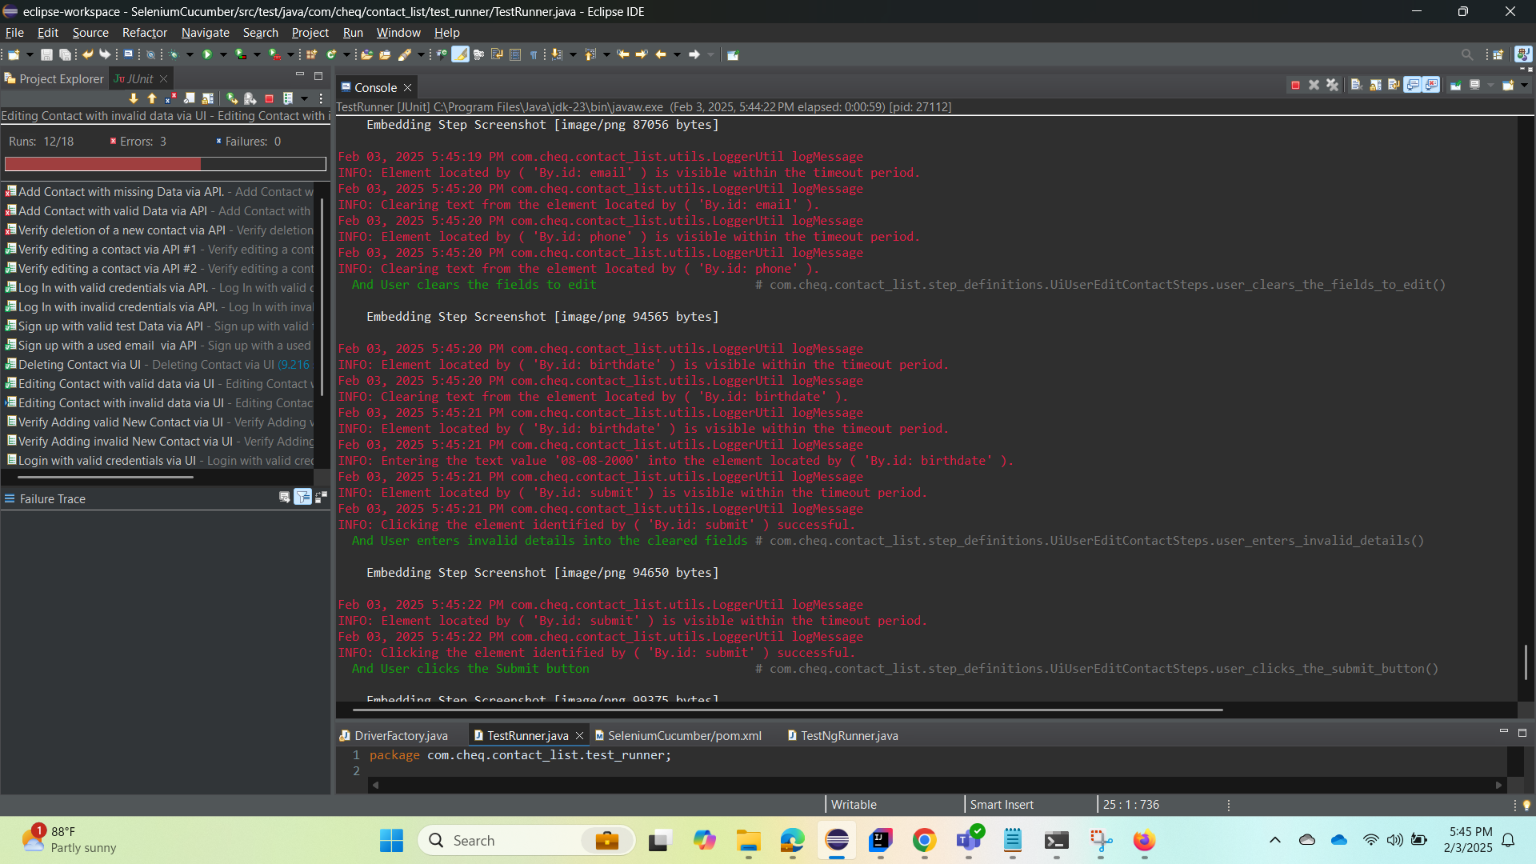 eclipse-workspace - SeleniumCucumber/src/test/java/com/cheq/contact_list/test_runner/TestRunner.java - Eclipse IDE
File Edit Source Refactor Navigate Search Project Run Window Help
Project Explorer JUnit
Console
TestRunner [JUnit] C:\Program Files\Java\jdk-23\bin\javaw.exe (Feb 3, 2025, 5:44:22 PM elapsed: 0:00:59) [pid: 27112]
Editing Contact with invalid data via UI - Editing Contact with i
Runs: 12/18 Errors: 3 Failures: 0
Add Contact with missing Data via API. - Add Contact w
Add Contact with valid Data via API - Add Contact with
Verify deletion of a new contact via API - Verify deletion
Verify editing a contact via API #1 - Verify editing a cont
Verify editing a contact via API #2 - Verify editing a cont
Log In with valid credentials via API. - Log In with valid c
Log In with invalid credentials via API. - Log In with inva
Sign up with valid test Data via API - Sign up with valid
Sign up with a used email via API - Sign up with a used
Deleting Contact via UI - Deleting Contact via UI (9.216
Editing Contact with valid data via UI - Editing Contact
Editing Contact with invalid data via UI - Editing Contac
Verify Adding valid New Contact via UI - Verify Adding v
Verify Adding invalid New Contact via UI - Verify Adding
Login with valid credentials via UI - Login with valid cred
Failure Trace
Embedding Step Screenshot [image/png 87056 bytes]
Feb 03, 2025 5:45:19 PM com.cheq.contact_list.utils.LoggerUtil logMessage
INFO: Element located by ( 'By.id: email' ) is visible within the timeout period.
Feb 03, 2025 5:45:20 PM com.cheq.contact_list.utils.LoggerUtil logMessage
INFO: Clearing text from the element located by ( 'By.id: email' ).
Feb 03, 2025 5:45:20 PM com.cheq.contact_list.utils.LoggerUtil logMessage
INFO: Element located by ( 'By.id: phone' ) is visible within the timeout period.
Feb 03, 2025 5:45:20 PM com.cheq.contact_list.utils.LoggerUtil logMessage
INFO: Clearing text from the element located by ( 'By.id: phone' ).
And User clears the fields to edit # com.cheq.contact_list.step_definitions.UiUserEditContactSteps.user_clears_the_fields_to_edit()
Embedding Step Screenshot [image/png 94565 bytes]
Feb 03, 2025 5:45:20 PM com.cheq.contact_list.utils.LoggerUtil logMessage
INFO: Element located by ( 'By.id: birthdate' ) is visible within the timeout period.
Feb 03, 2025 5:45:20 PM com.cheq.contact_list.utils.LoggerUtil logMessage
INFO: Clearing text from the element located by ( 'By.id: birthdate' ).
Feb 03, 2025 5:45:21 PM com.cheq.contact_list.utils.LoggerUtil logMessage
INFO: Element located by ( 'By.id: birthdate' ) is visible within the timeout period.
Feb 03, 2025 5:45:21 PM com.cheq.contact_list.utils.LoggerUtil logMessage
INFO: Entering the text value '08-08-2000' into the element located by ( 'By.id: birthdate' ).
Feb 03, 2025 5:45:21 PM com.cheq.contact_list.utils.LoggerUtil logMessage
INFO: Element located by ( 'By.id: submit' ) is visible within the timeout period.
Feb 03, 2025 5:45:21 PM com.cheq.contact_list.utils.LoggerUtil logMessage
INFO: Clicking the element identified by ( 'By.id: submit' ) successful.
And User enters invalid details into the cleared fields # com.cheq.contact_list.step_definitions.UiUserEditContactSteps.user_enters_invalid_details()
Embedding Step Screenshot [image/png 94650 bytes]
Feb 03, 2025 5:45:22 PM com.cheq.contact_list.utils.LoggerUtil logMessage
INFO: Element located by ( 'By.id: submit' ) is visible within the timeout period.
Feb 03, 2025 5:45:22 PM com.cheq.contact_list.utils.LoggerUtil logMessage
INFO: Clicking the element identified by ( 'By.id: submit' ) successful.
And User clicks the Submit button # com.cheq.contact_list.step_definitions.UiUserEditContactSteps.user_clicks_the_submit_button()
Embedding Step Screenshot [image/png 99375 bytes]
DriverFactory.java TestRunner.java SeleniumCucumber/pom.xml TestNgRunner.java
1 package com.cheq.contact_list.test_runner;
2
Writable Smart Insert 25 : 1 : 736
1 88°F
Partly sunny
Search
5:45 PM
2/3/2025